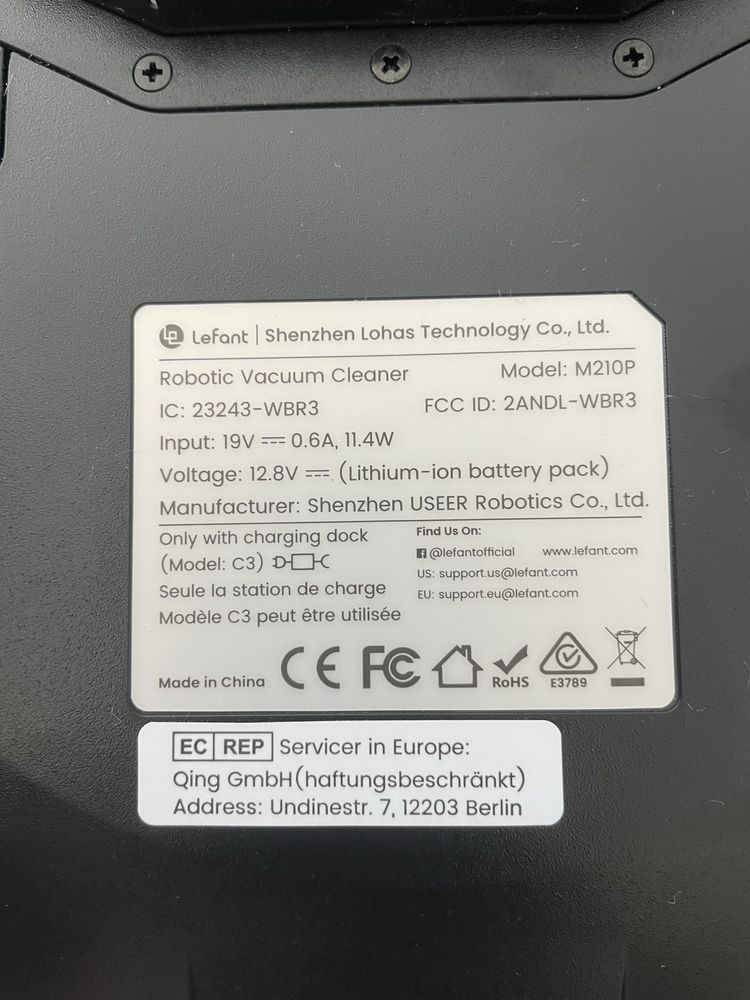 Lefant | Shenzhen Lohas Technology Co., Ltd.
Robotic Vacuum Cleaner Model: M210P
IC: 23243-WBR3 FCC ID: 2ANDL-WBR3
Input: 19V ⎓ 0.6A, 11.4W
Voltage: 12.8V ⎓ (Lithium-ion battery pack)
Manufacturer: Shenzhen USEER Robotics Co., Ltd.
Only with charging dock
(Model: C3)
Seule la station de charge
Modèle C3 peut être utilisée
Find Us On:
@lefantofficial www.lefant.com
US: support.us@lefant.com
EU: support.eu@lefant.com
Made in China CE FC RoHS E3789
EC REP Servicer in Europe:
Qing GmbH(haftungsbeschränkt)
Address: Undinestr. 7, 12203 Berlin